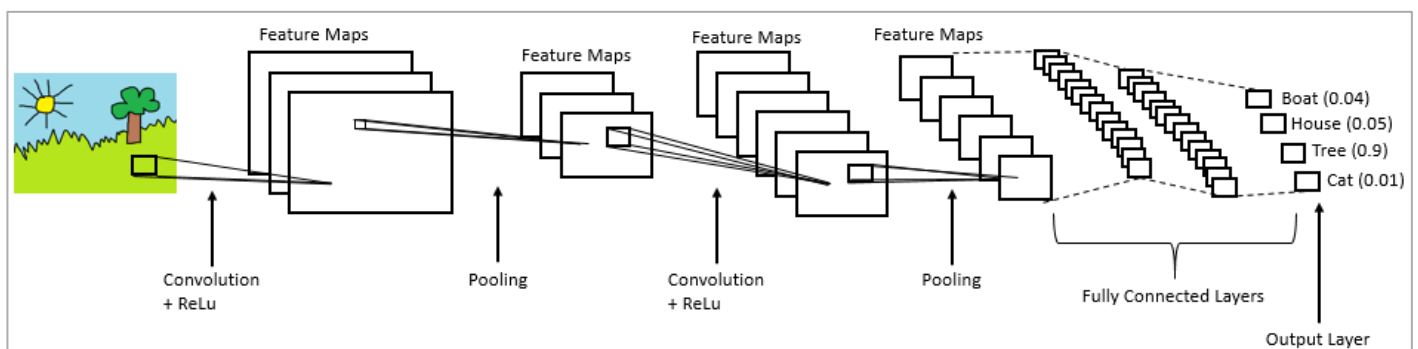 Feature Maps
Feature Maps
Feature Maps
Feature Maps
Boat (0.04)
House (0.05)
Tree (0.9)
Cat (0.01)
Convolution
+ ReLu
Pooling
Convolution
+ ReLu
Pooling
Fully Connected Layers
Output Layer